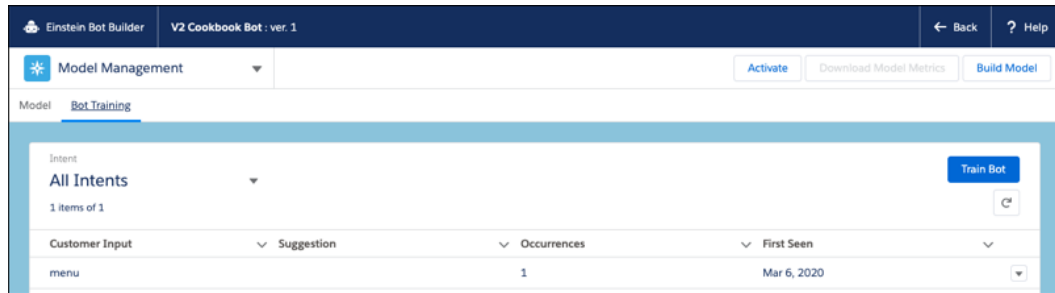 Einstein Bot Builder V2 Cookbook Bot : ver. 1 ← Back ? Help
Model Management Activate Download Model Metrics Build Model
Model Bot Training
Intent
All Intents Train Bot
1 items of 1
Customer Input Suggestion Occurrences First Seen
menu 1 Mar 6, 2020